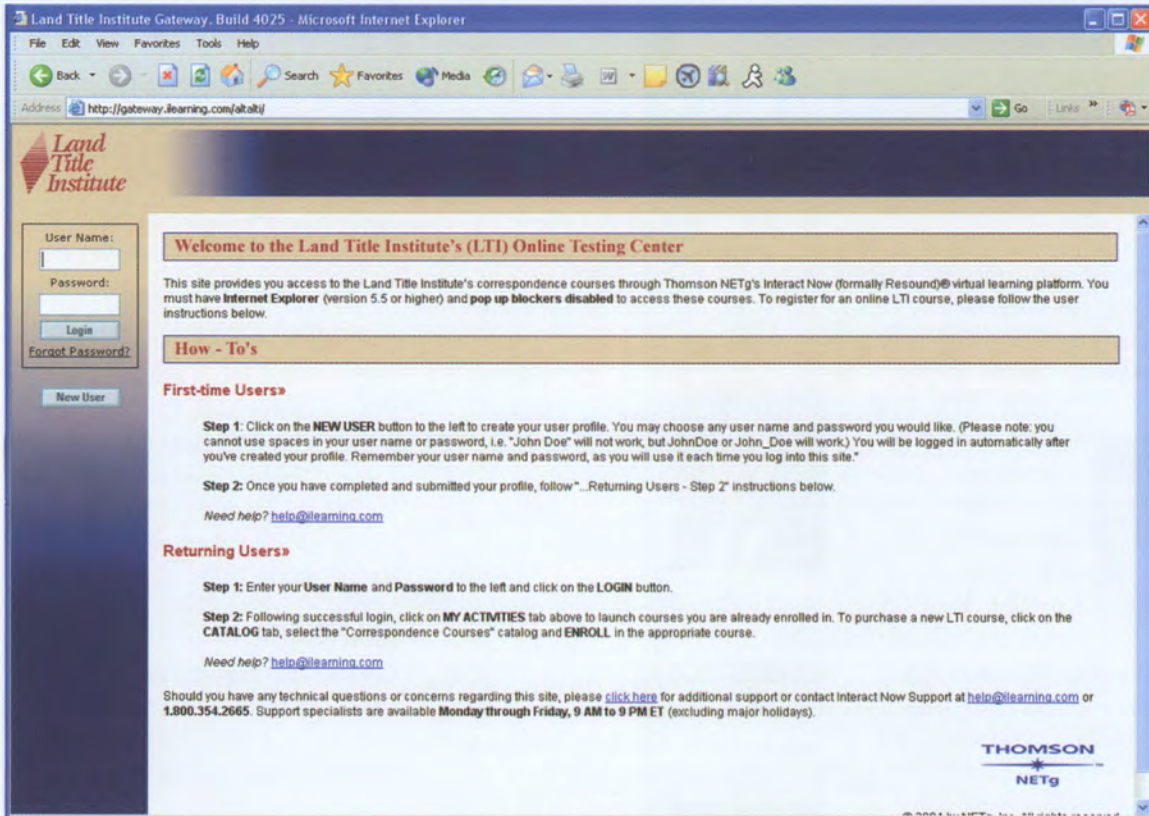 Land Title Institute Gateway, Build 4025 - Microsoft Internet Explorer
File Edit View Favorites Tools Help
Back Search Favorites Media
Address http://gateway.ilearning.com/altalti/ Go Links »
Land
Title
Institute
User Name:
Password:
Login
Forgot Password?
New User
Welcome to the Land Title Institute's (LTI) Online Testing Center
This site provides you access to the Land Title Institute's correspondence courses through Thomson NETg's Interact Now (formally Resound)® virtual learning platform. You
must have Internet Explorer (version 5.5 or higher) and pop up blockers disabled to access these courses. To register for an online LTI course, please follow the user
instructions below.
How - To's
First-time Users»
Step 1: Click on the NEW USER button to the left to create your user profile. You may choose any user name and password you would like. (Please note: you
cannot use spaces in your user name or password, i.e. "John Doe" will not work, but JohnDoe or John_Doe will work.) You will be logged in automatically after
you've created your profile. Remember your user name and password, as you will use it each time you log into this site."
Step 2: Once you have completed and submitted your profile, follow "...Returning Users - Step 2" instructions below.
Need help? help@ilearning.com
Returning Users»
Step 1: Enter your User Name and Password to the left and click on the LOGIN button.
Step 2: Following successful login, click on MY ACTIVITIES tab above to launch courses you are already enrolled in. To purchase a new LTI course, click on the
CATALOG tab, select the "Correspondence Courses" catalog and ENROLL in the appropriate course.
Need help? help@ilearning.com
Should you have any technical questions or concerns regarding this site, please click here for additional support or contact Interact Now Support at help@ilearning.com or
1.800.354.2665. Support specialists are available Monday through Friday, 9 AM to 9 PM ET (excluding major holidays).
THOMSON
NETg